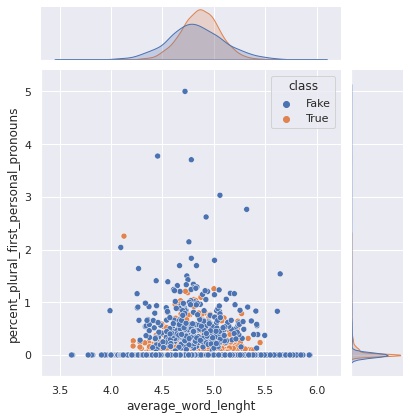 class
Fake
True
percent_plural_first_personal_pronouns
5
4
3
2
1
0
3.5 4.0 4.5 5.0 5.5 6.0
average_word_lenght